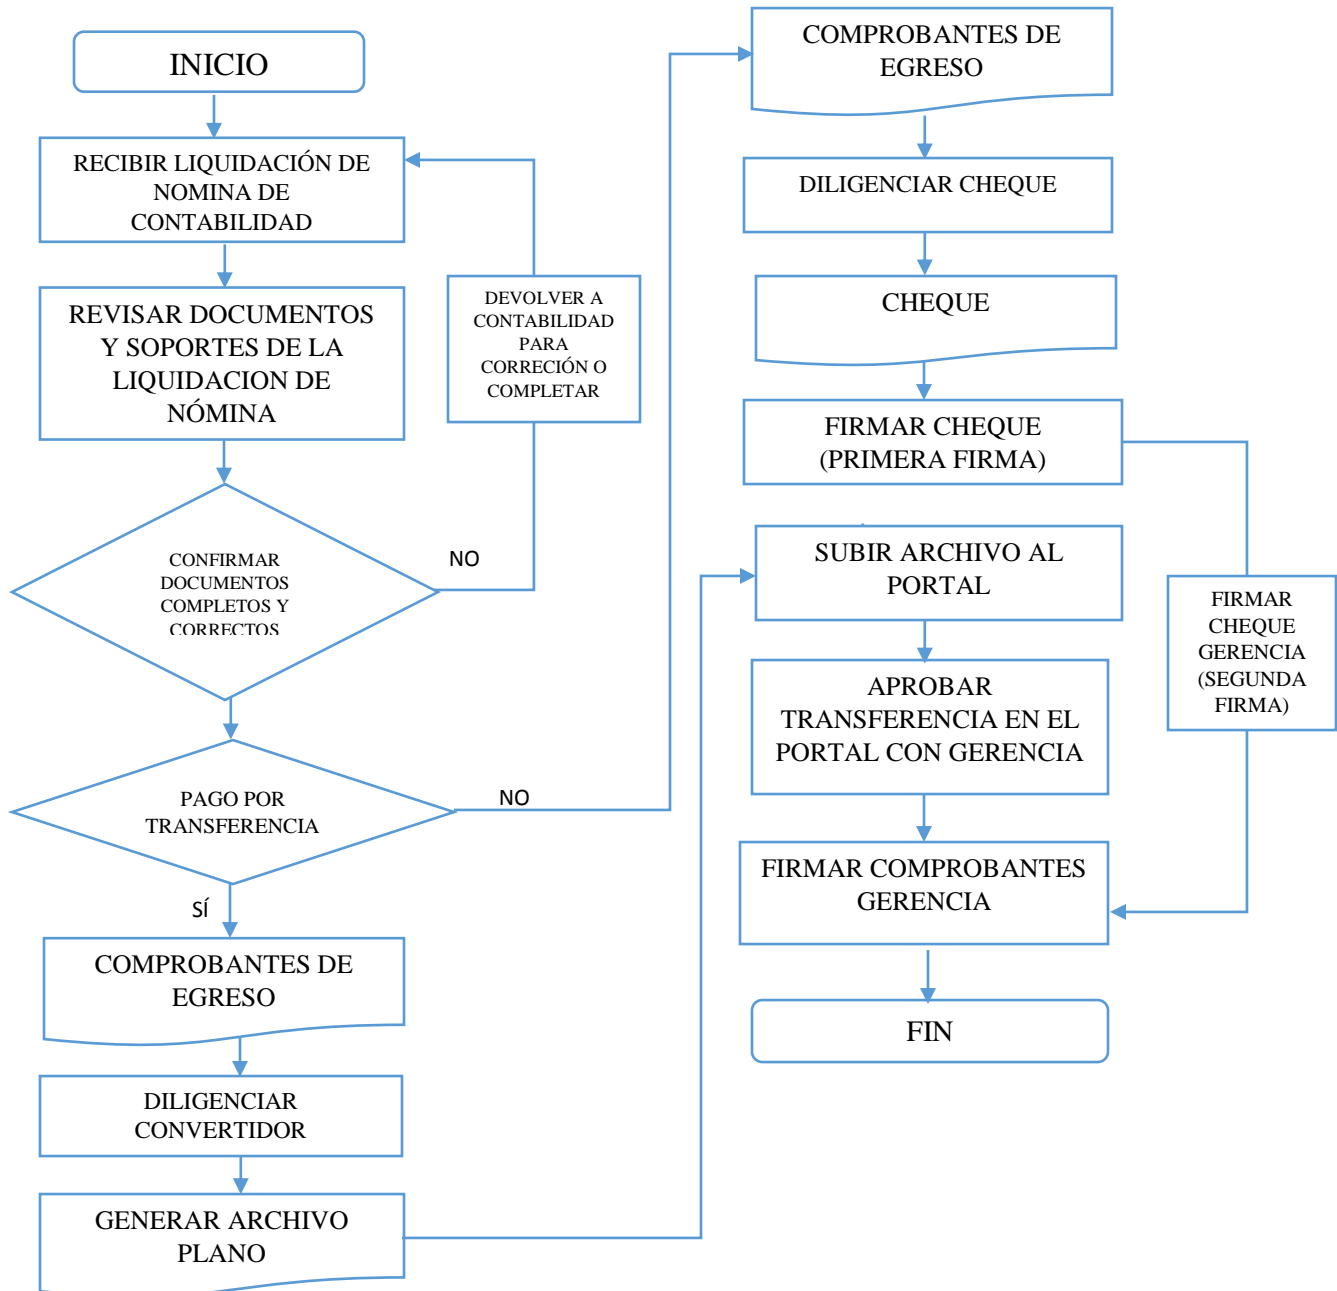 INICIO
RECIBIR LIQUIDACIÓN DE
NOMINA DE
CONTABILIDAD
REVISAR DOCUMENTOS
Y SOPORTES DE LA
LIQUIDACION DE
NÓMINA
DEVOLVER A
CONTABILIDAD
PARA
CORRECIÓN O
COMPLETAR
CONFIRMAR
DOCUMENTOS
COMPLETOS Y
CORRECTOS
NO
PAGO POR
TRANSFERENCIA
NO
SÍ
COMPROBANTES DE
EGRESO
DILIGENCIAR
CONVERTIDOR
GENERAR ARCHIVO
PLANO
COMPROBANTES DE
EGRESO
DILIGENCIAR CHEQUE
CHEQUE
FIRMAR CHEQUE
(PRIMERA FIRMA)
SUBIR ARCHIVO AL
PORTAL
FIRMAR
CHEQUE
GERENCIA
(SEGUNDA
FIRMA)
APROBAR
TRANSFERENCIA EN EL
PORTAL CON GERENCIA
FIRMAR COMPROBANTES
GERENCIA
FIN